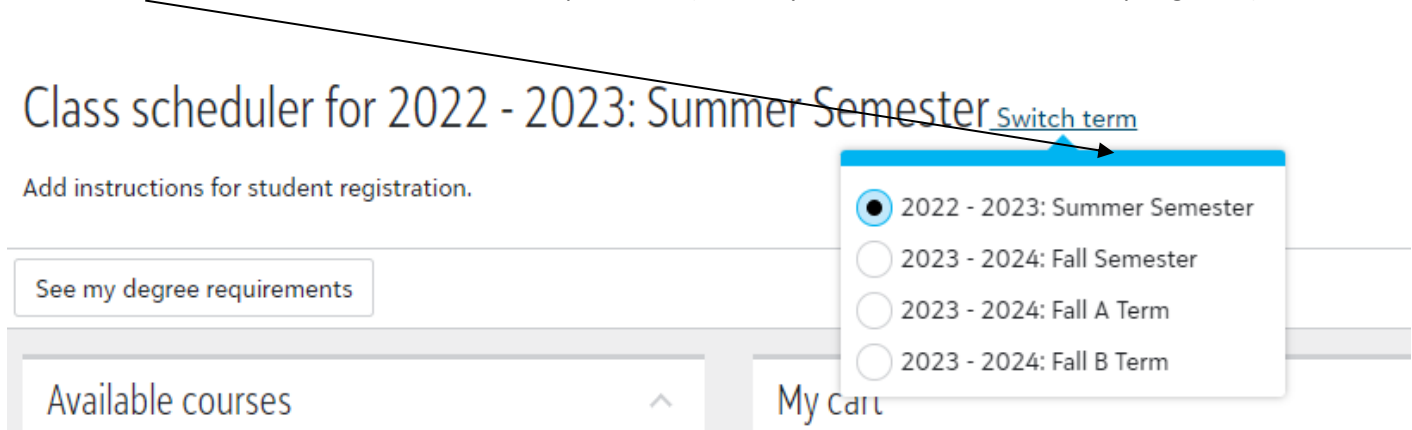 Class scheduler for 2022 - 2023: Summer Semester Switch term
Add instructions for student registration.
2022 - 2023: Summer Semester
2023 - 2024: Fall Semester
2023 - 2024: Fall A Term
2023 - 2024: Fall B Term
See my degree requirements
Available courses
My cart